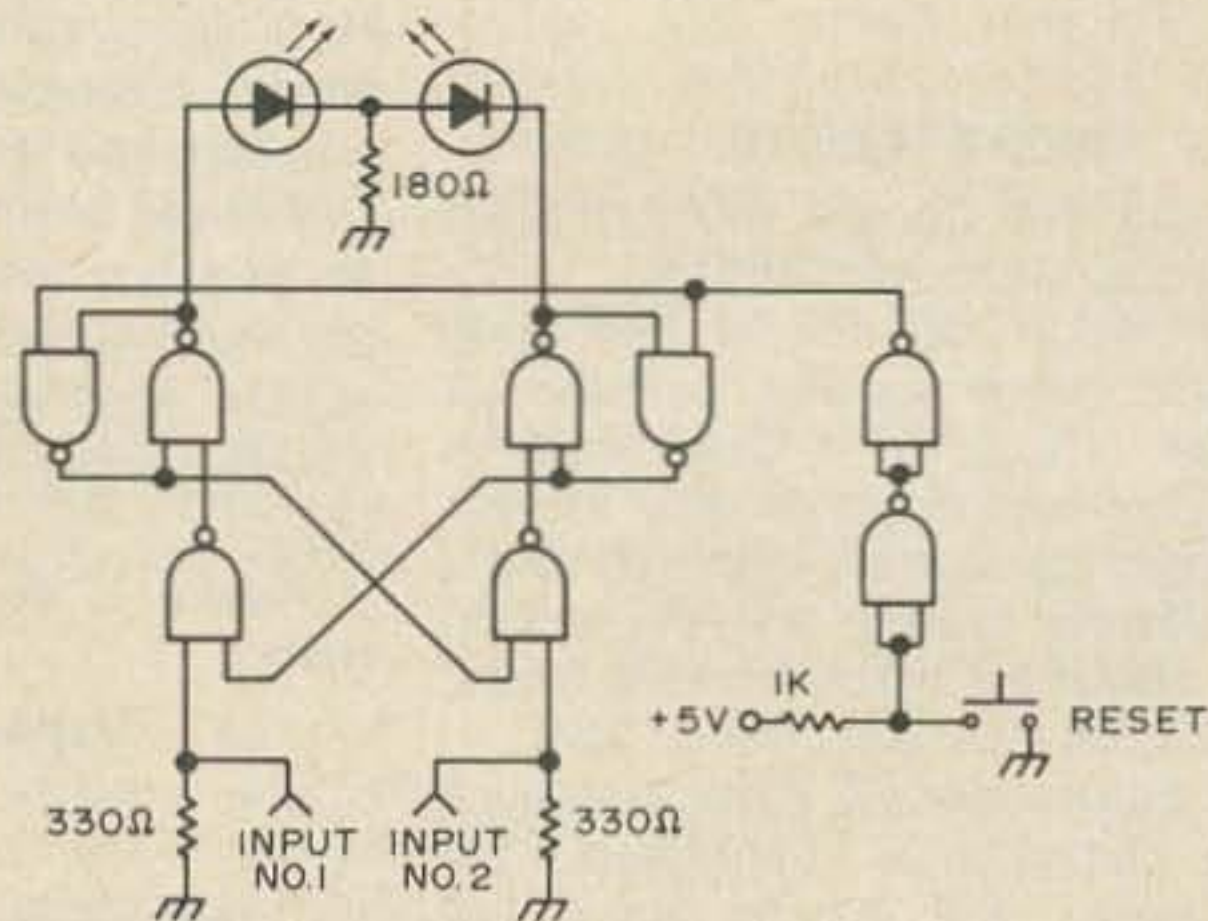 180Ω
1K
+5V
RESET
330Ω
INPUT
NO.1
INPUT
NO.2
330Ω